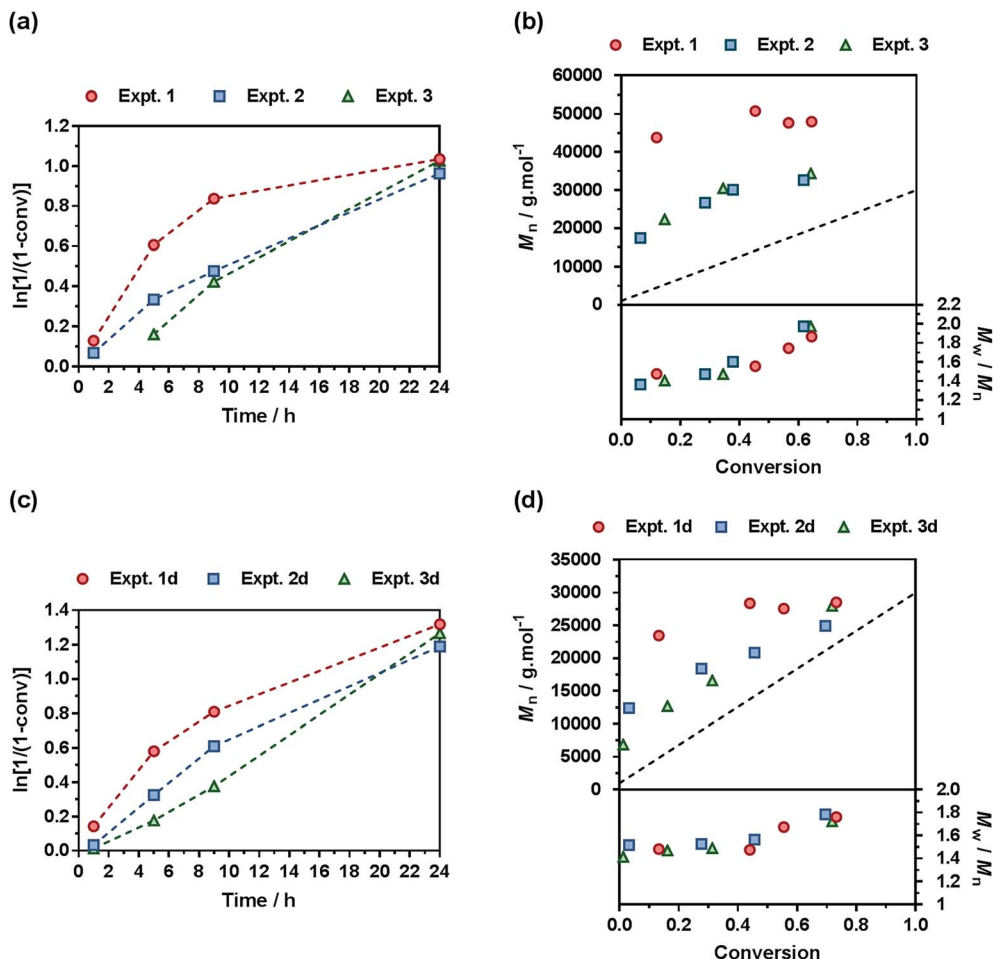 (a)
Expt. 1 Expt. 2 Expt. 3
1.2
1.0
0.8
0.6
0.4
0.2
0.0
ln[1/(1-conv)]
0 2 4 6 8 10 12 14 16 18 20 22 24
Time / h
(b)
Expt. 1 Expt. 2 Expt. 3
60000
50000
40000
30000
20000
10000
0
Mn / g.mol-1
2.2
2.0
1.8
1.6
1.4
1.2
1
Mw / Mn
0.0 0.2 0.4 0.6 0.8 1.0
Conversion
(c)
Expt. 1d Expt. 2d Expt. 3d
1.4
1.2
1.0
0.8
0.6
0.4
0.2
0.0
ln[1/(1-conv)]
0 2 4 6 8 10 12 14 16 18 20 22 24
Time / h
(d)
Expt. 1d Expt. 2d Expt. 3d
35000
30000
25000
20000
15000
10000
5000
0
Mn / g.mol-1
2.0
1.8
1.6
1.4
1.2
1
Mw / Mn
0.0 0.2 0.4 0.6 0.8 1.0
Conversion